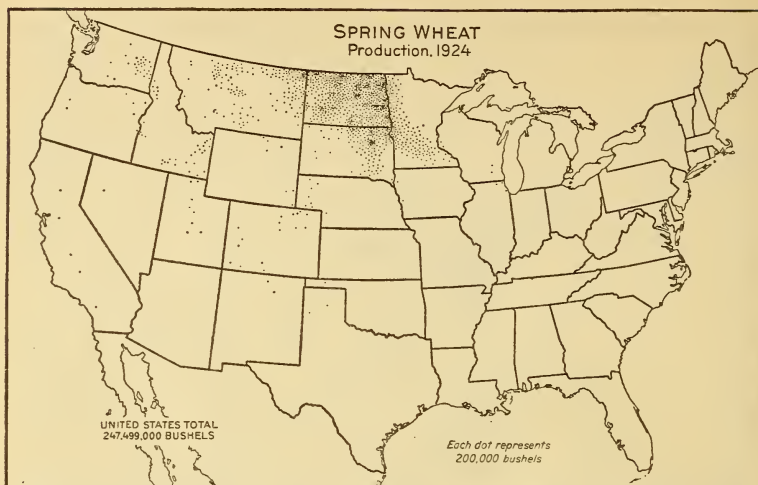 SPRING WHEAT
Production, 1924
UNITED STATES TOTAL
247,499,000 BUSHELS
Each dot represents
200,000 bushels